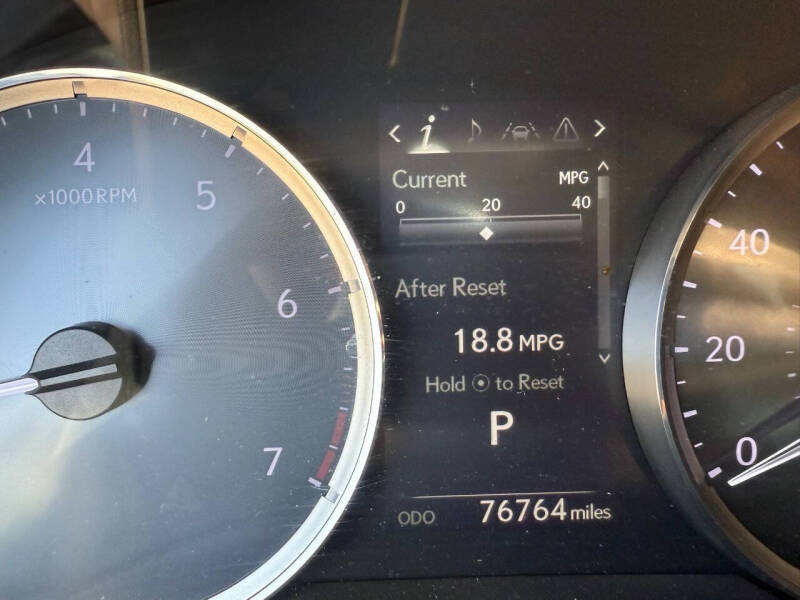 4
×1000RPM
5
6
7
< i >
Current MPG
0 20 40
After Reset
18.8 MPG
Hold to Reset
P
ODO 76764 miles
40
20
0